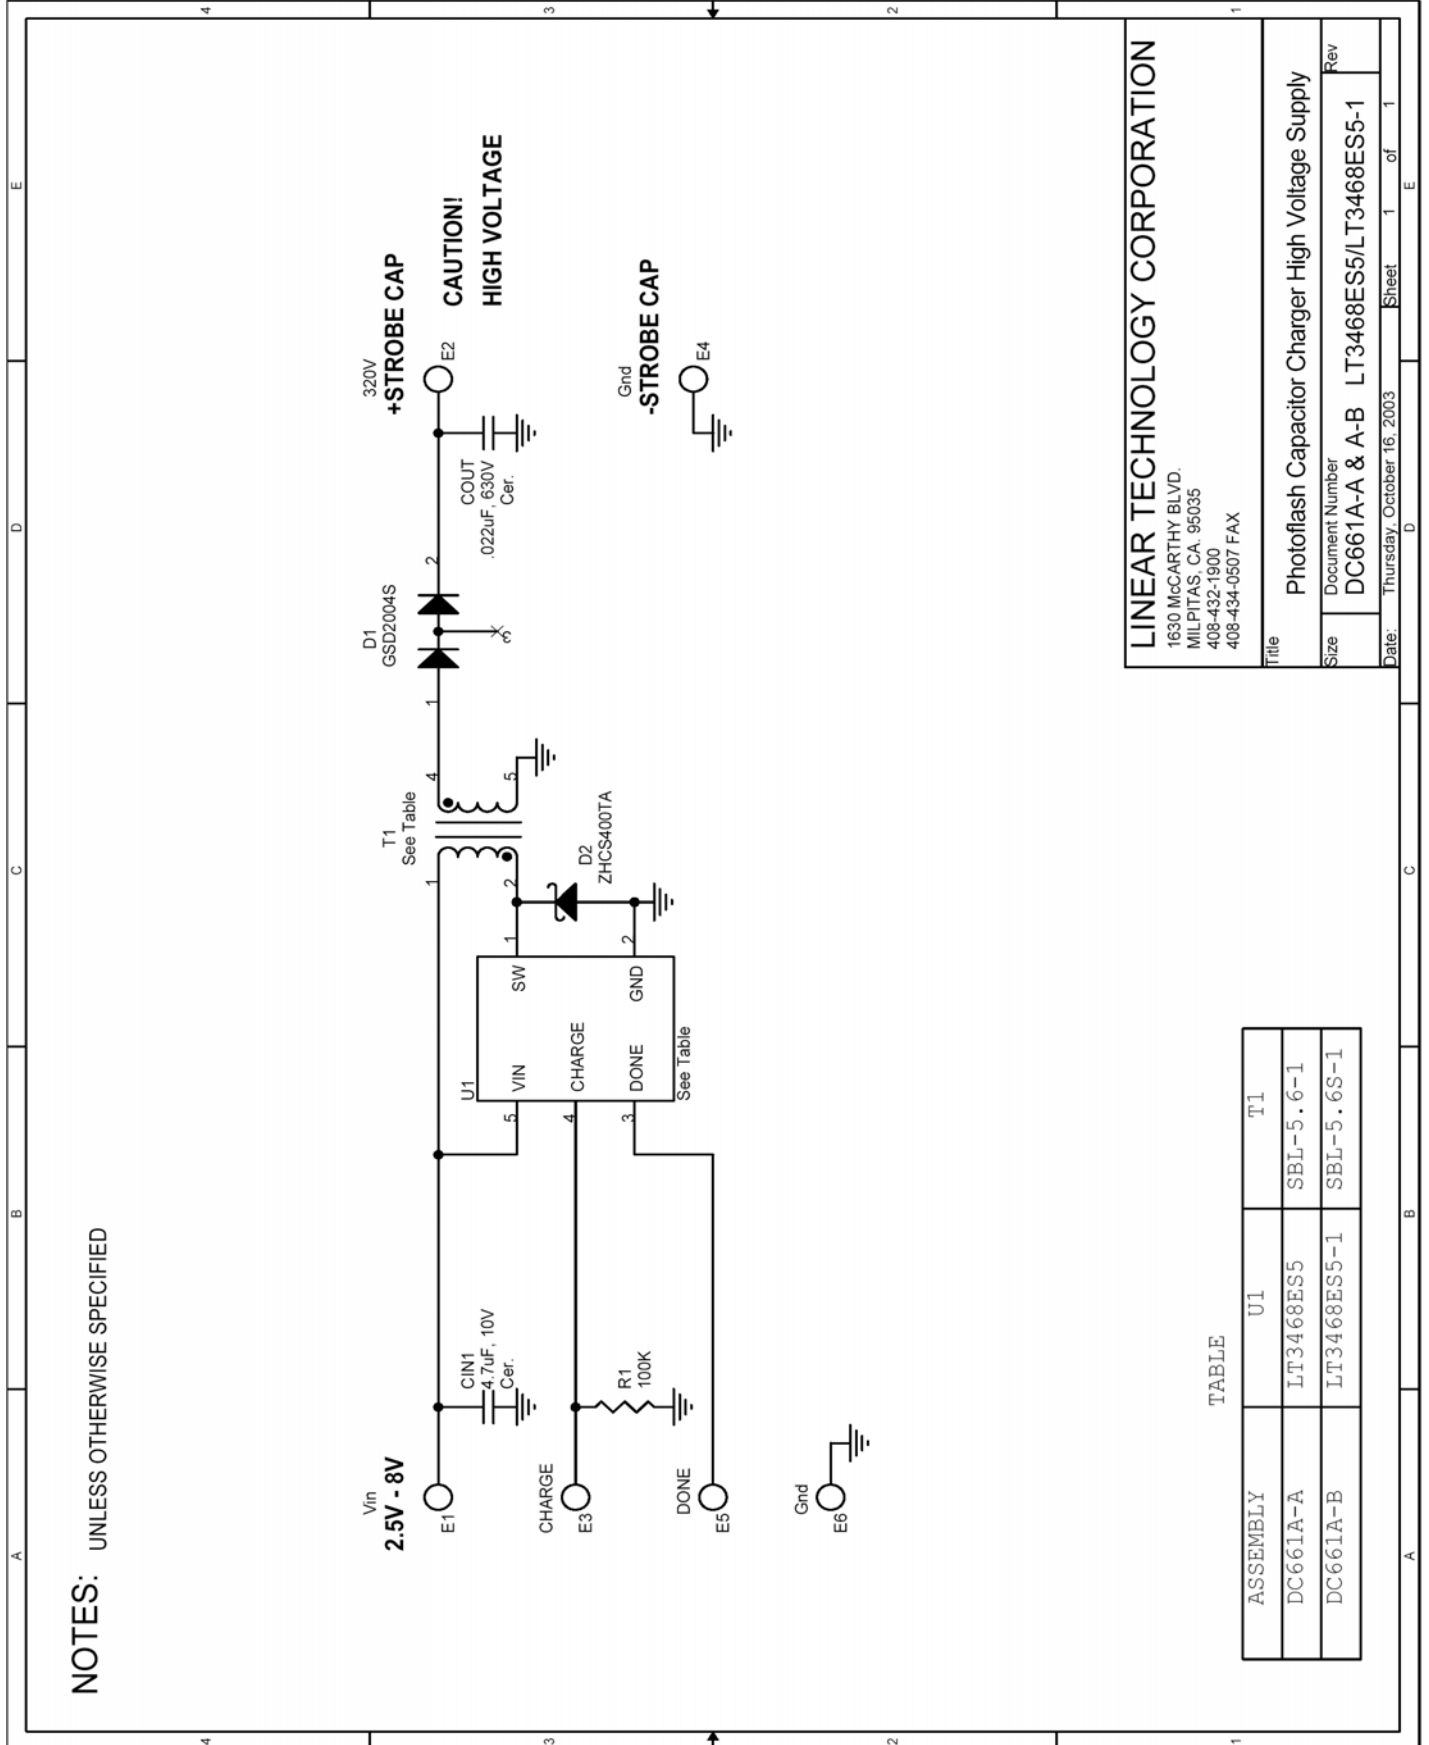 4
3
2
1
E
D
C
B
A
NOTES: UNLESS OTHERWISE SPECIFIED
Vin
2.5V - 8V
E1
CIN1
4.7uF, 10V
Cer.
CHARGE
E3
R1
100K
DONE
E5
Gnd
E6
U1
VIN
CHARGE
DONE
SW
GND
5
4
3
1
2
See Table
T1
See Table
1
2
4
5
D2
ZHCS400TA
D1
GSD2004S
1
2
3
COUT
.022uF, 630V
Cer.
320V
+STROBE CAP
E2
CAUTION!
HIGH VOLTAGE
Gnd
-STROBE CAP
E4
TABLE
ASSEMBLY U1 T1
DC661A-A LT3468ES5 SBL-5.6-1
DC661A-B LT3468ES5-1 SBL-5.6S-1
LINEAR TECHNOLOGY CORPORATION
1630 McCARTHY BLVD.
MILPITAS, CA. 95035
408-432-1900
408-434-0507 FAX
Title
Photoflash Capacitor Charger High Voltage Supply
Size Document Number Rev
DC661A-A & A-B LT3468ES5/LT3468ES5-1
Date: Thursday, October 16, 2003 Sheet 1 of 1
4
3
2
1
A
B
C
D
E